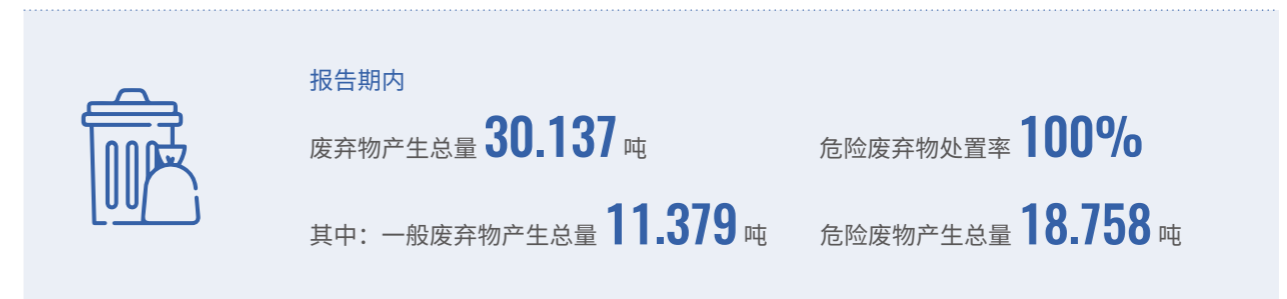 报告期内
废弃物产生总量 30.137 吨 危险废弃物处置率 100%
其中：一般废弃物产生总量 11.379 吨 危险废物产生总量 18.758 吨